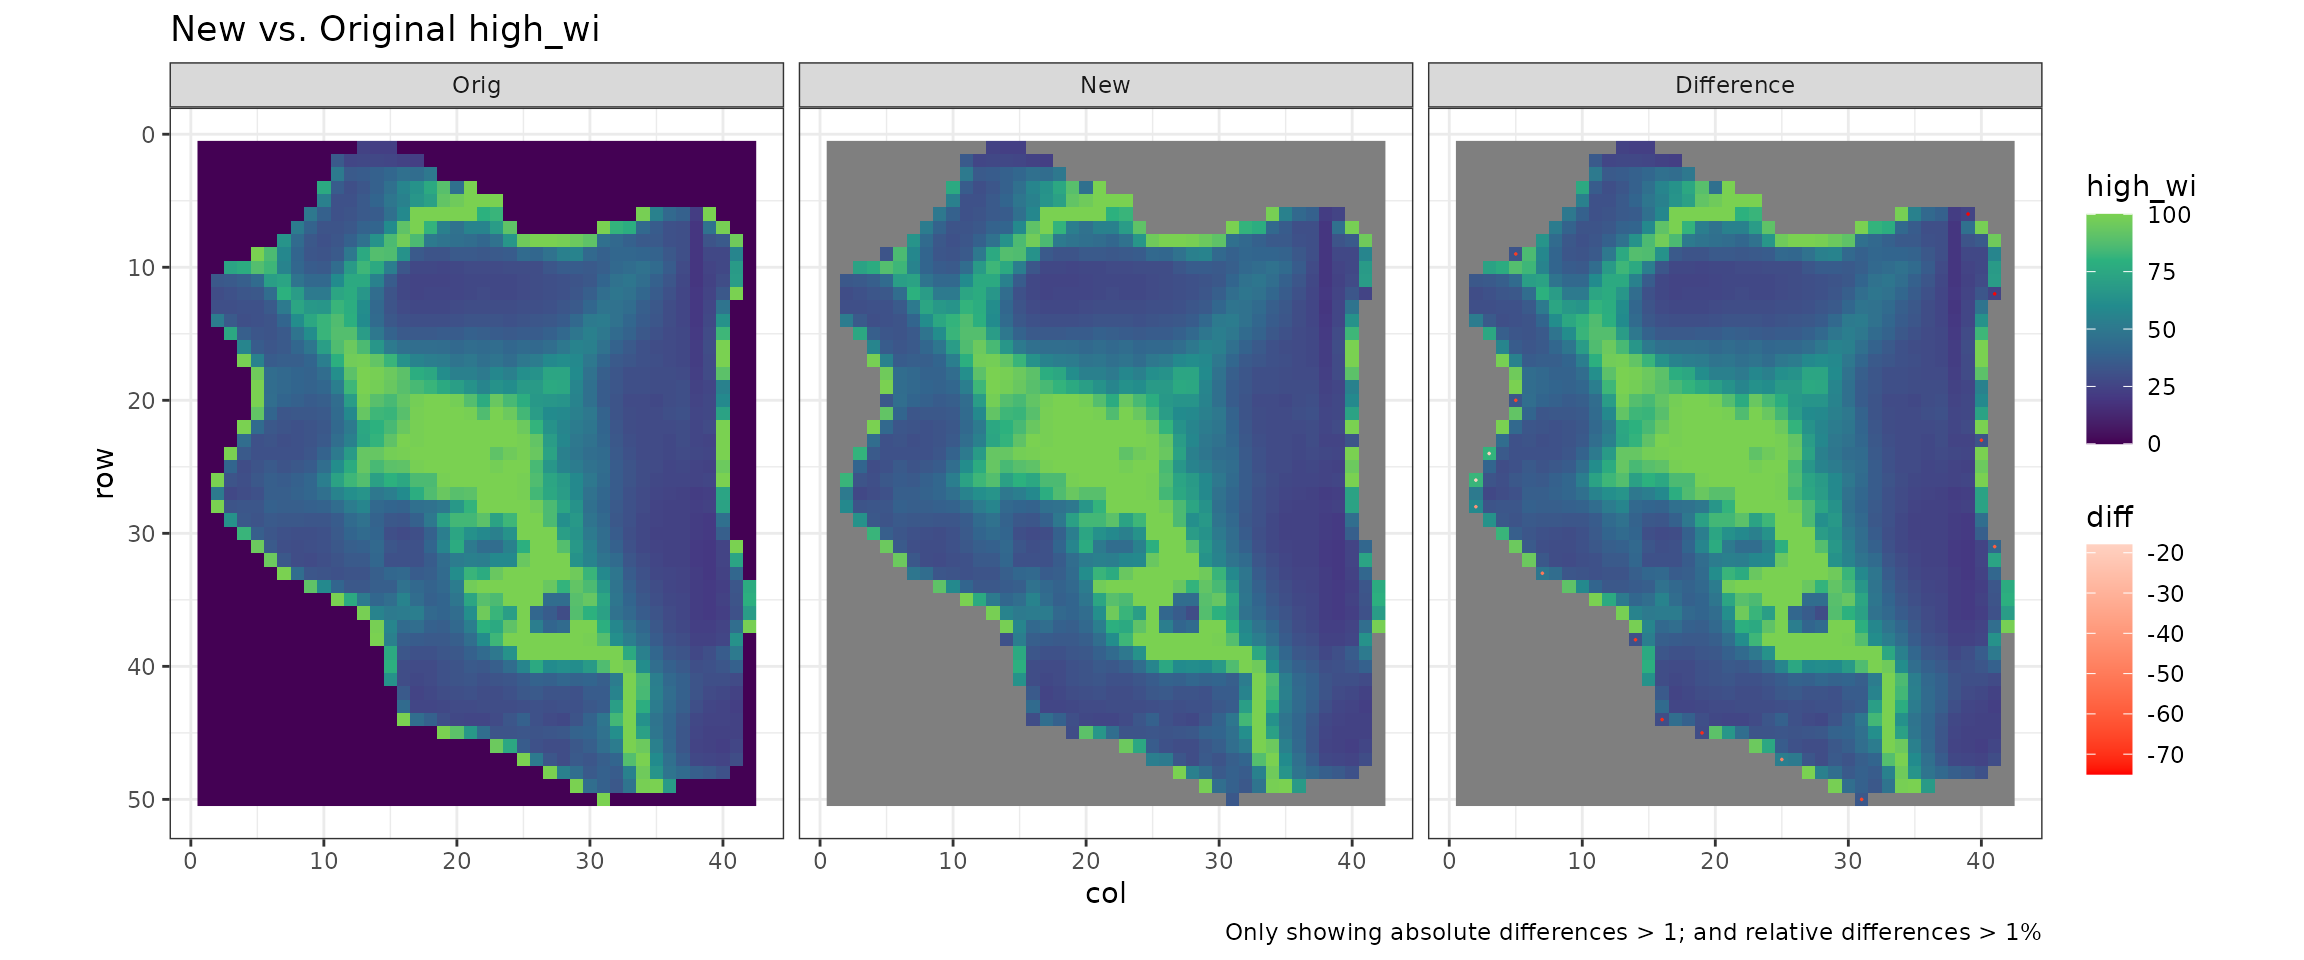 New vs. Original high_wi
Orig New Difference
0
10
20
30
40
50
row
0 10 20 30 40 0 10 20 30 40 0 10 20 30 40
col
high_wi
100
75
50
25
0
diff
-20
-30
-40
-50
-60
-70
Only showing absolute differences > 1; and relative differences > 1%